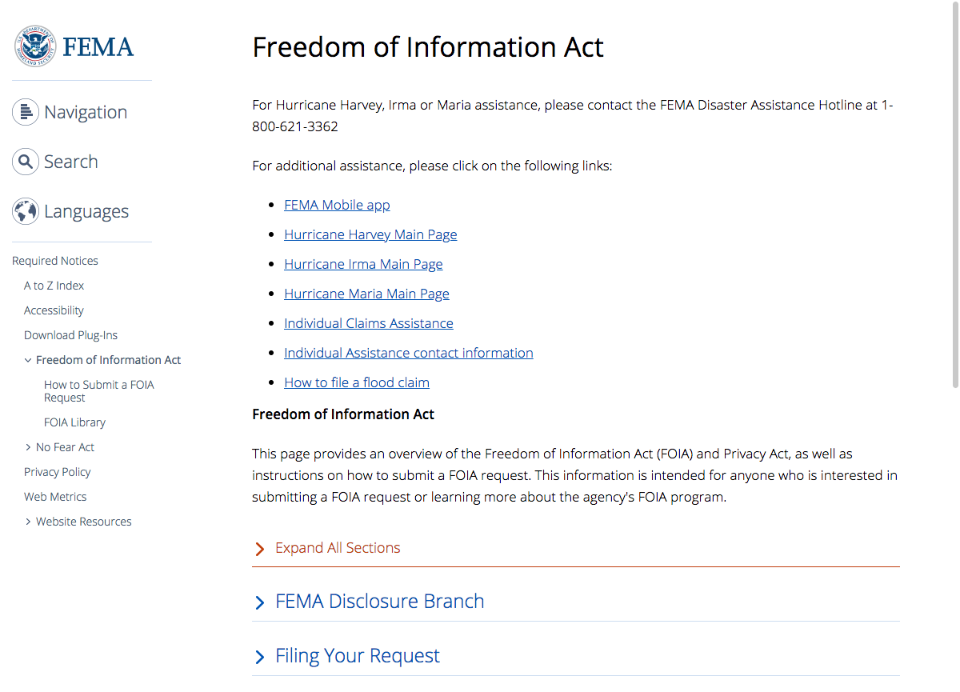 FEMA
Navigation
Search
Languages
Required Notices
A to Z Index
Accessibility
Download Plug-Ins
Freedom of Information Act
How to Submit a FOIA
Request
FOIA Library
No Fear Act
Privacy Policy
Web Metrics
Website Resources
Freedom of Information Act
For Hurricane Harvey, Irma or Maria assistance, please contact the FEMA Disaster Assistance Hotline at 1-
800-621-3362
For additional assistance, please click on the following links:
FEMA Mobile app
Hurricane Harvey Main Page
Hurricane Irma Main Page
Hurricane Maria Main Page
Individual Claims Assistance
Individual Assistance contact information
How to file a flood claim
Freedom of Information Act
This page provides an overview of the Freedom of Information Act (FOIA) and Privacy Act, as well as
instructions on how to submit a FOIA request. This information is intended for anyone who is interested in
submitting a FOIA request or learning more about the agency's FOIA program.
Expand All Sections
FEMA Disclosure Branch
Filing Your Request